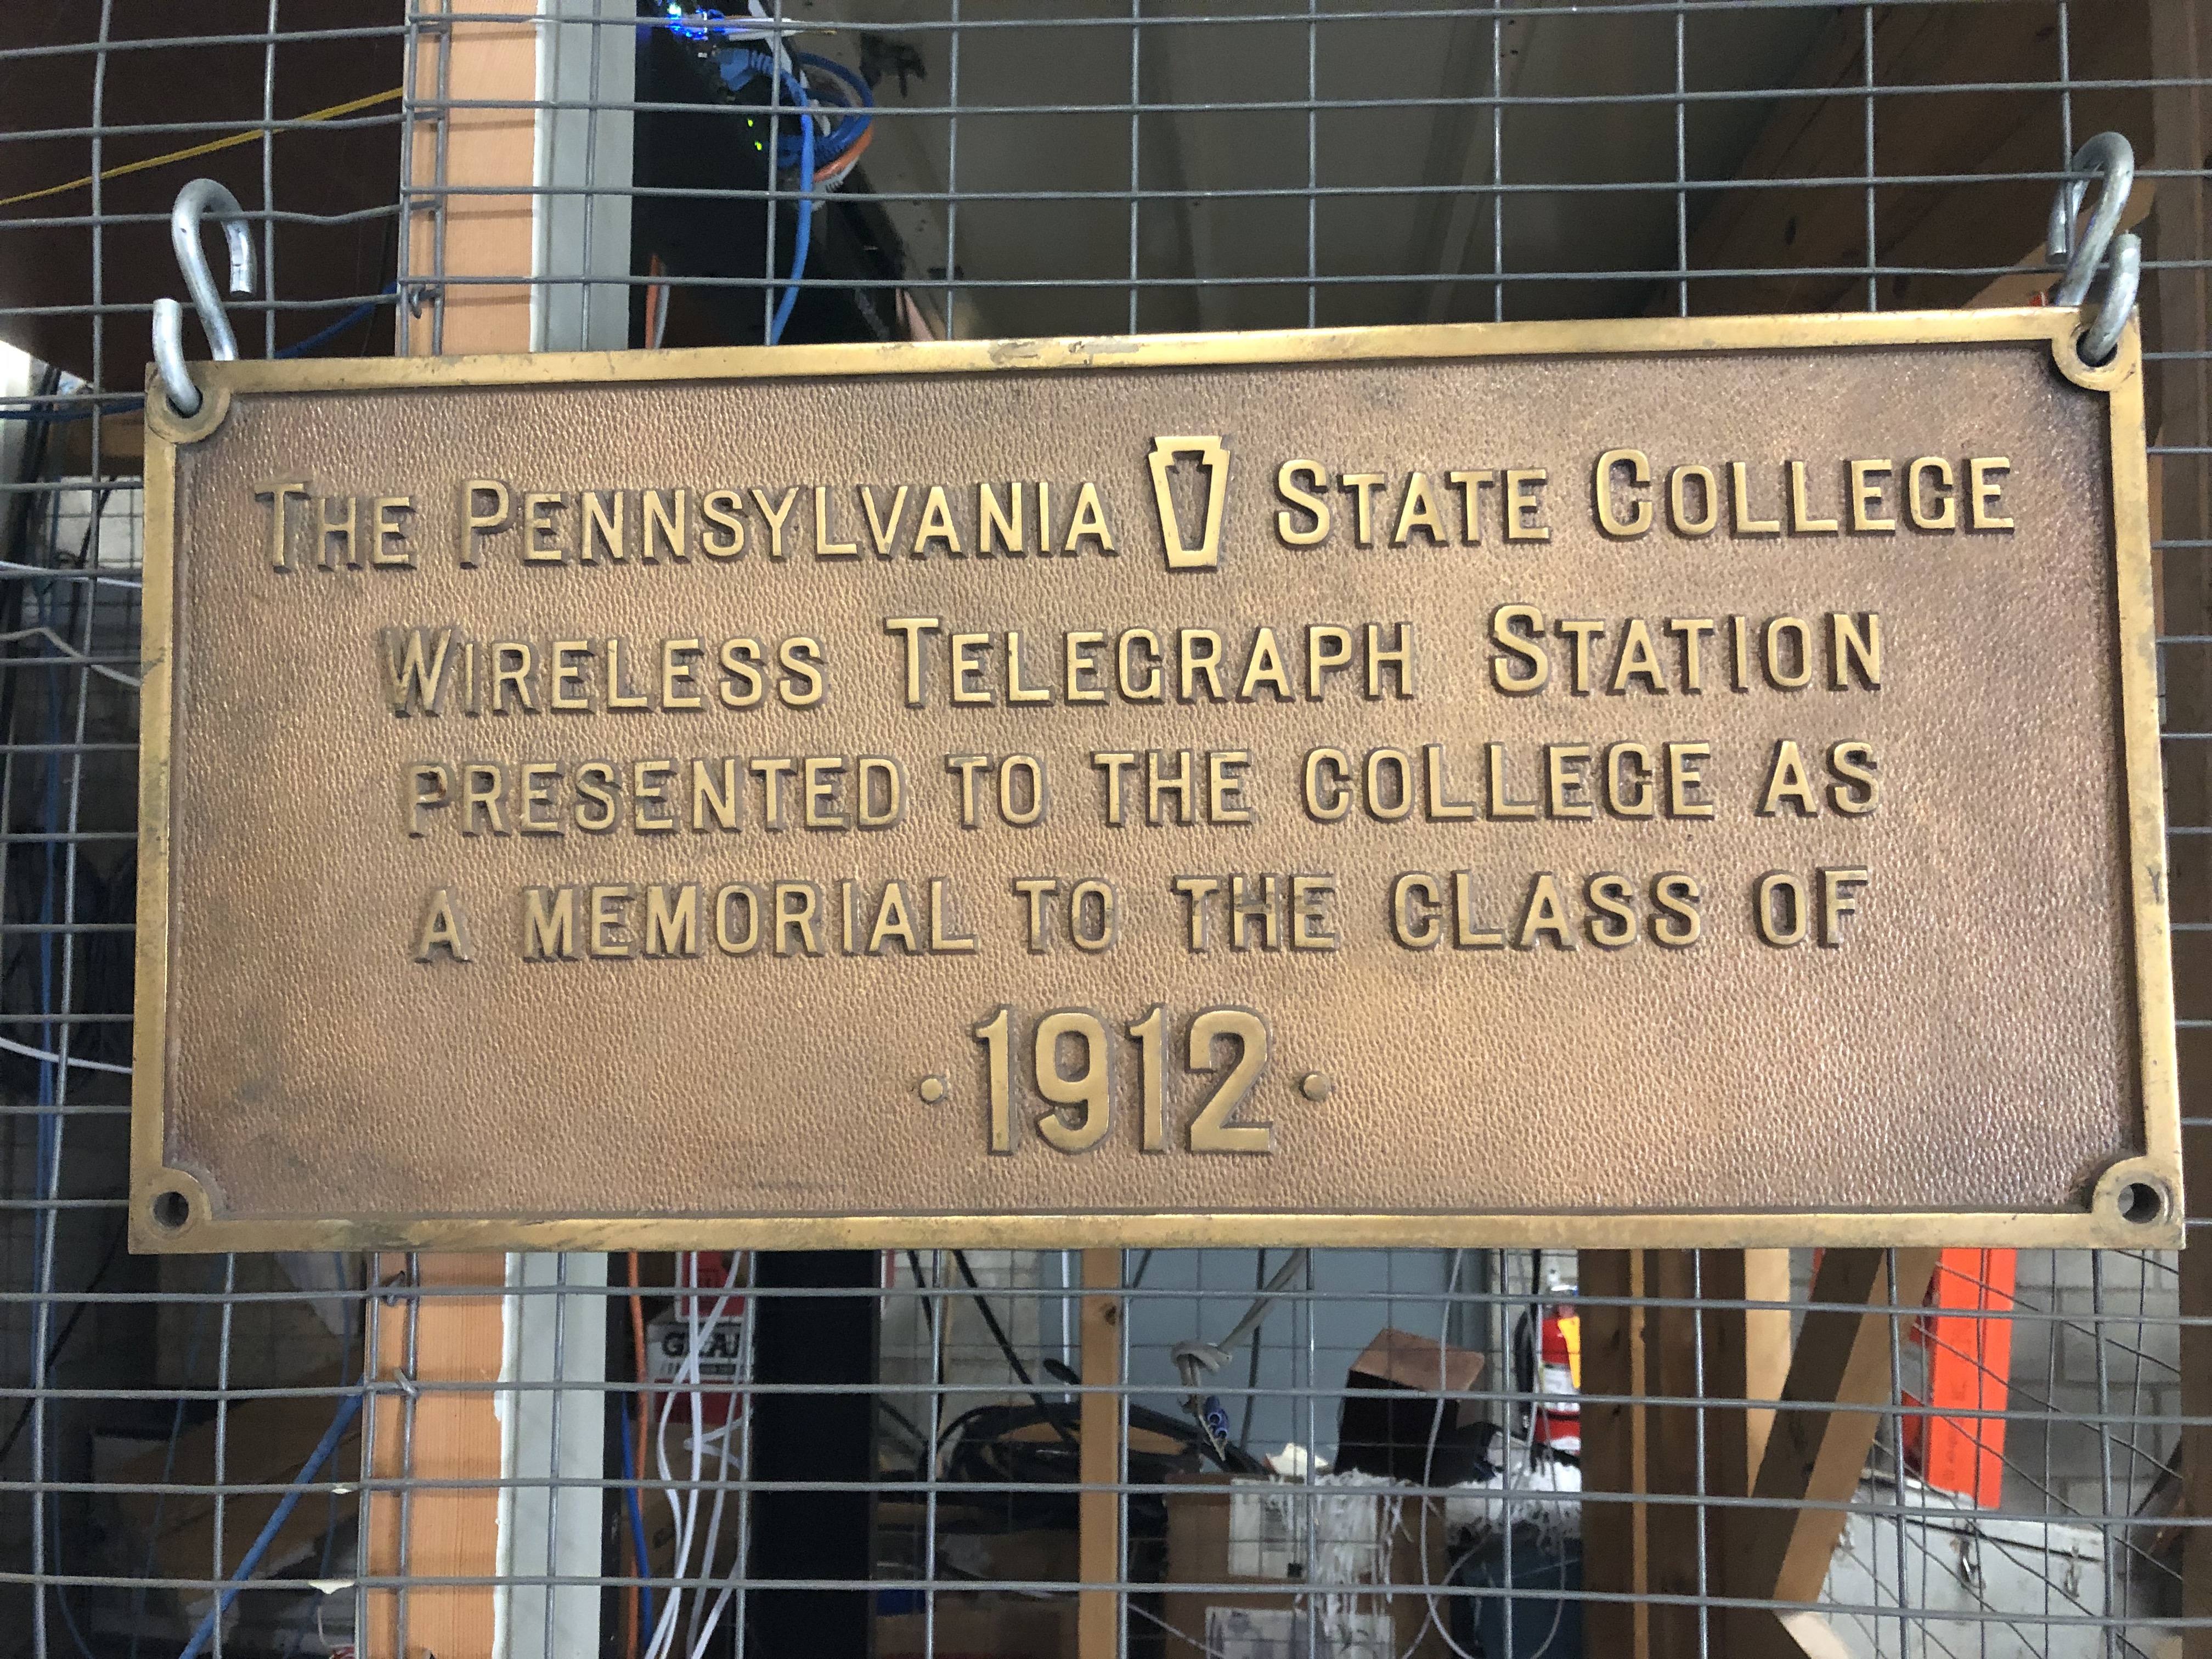 THE PENNSYLVANIA STATE COLLEGE
WIRELESS TELEGRAPH STATION
PRESENTED TO THE COLLEGE AS
A MEMORIAL TO THE CLASS OF
·1912·